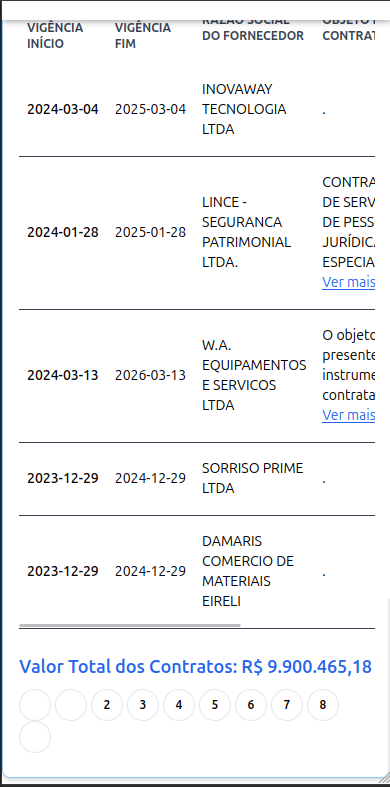 VIGÊNCIA INÍCIO
VIGÊNCIA FIM
RAZÃO SOCIAL DO FORNECEDOR
CONTRAT
2024-03-04
2025-03-04
INOVAWAY
TECNOLOGIA
LTDA
.
2024-01-28
2025-01-28
LINCE -
SEGURANCA
PATRIMONIAL
LTDA.
CONTRA
DE SERV
DE PESS
JURÍDICA
ESPECIA
Ver mais
2024-03-13
2026-03-13
W.A.
EQUIPAMENTOS
E SERVICOS
LTDA
O objeto
presente
instrume
contrata
Ver mais
2023-12-29
2024-12-29
SORRISO PRIME
LTDA
.
2023-12-29
2024-12-29
DAMARIS
COMERCIO DE
MATERIAIS
EIRELI
.
Valor Total dos Contratos: R$ 9.900.465,18
2 3 4 5 6 7 8